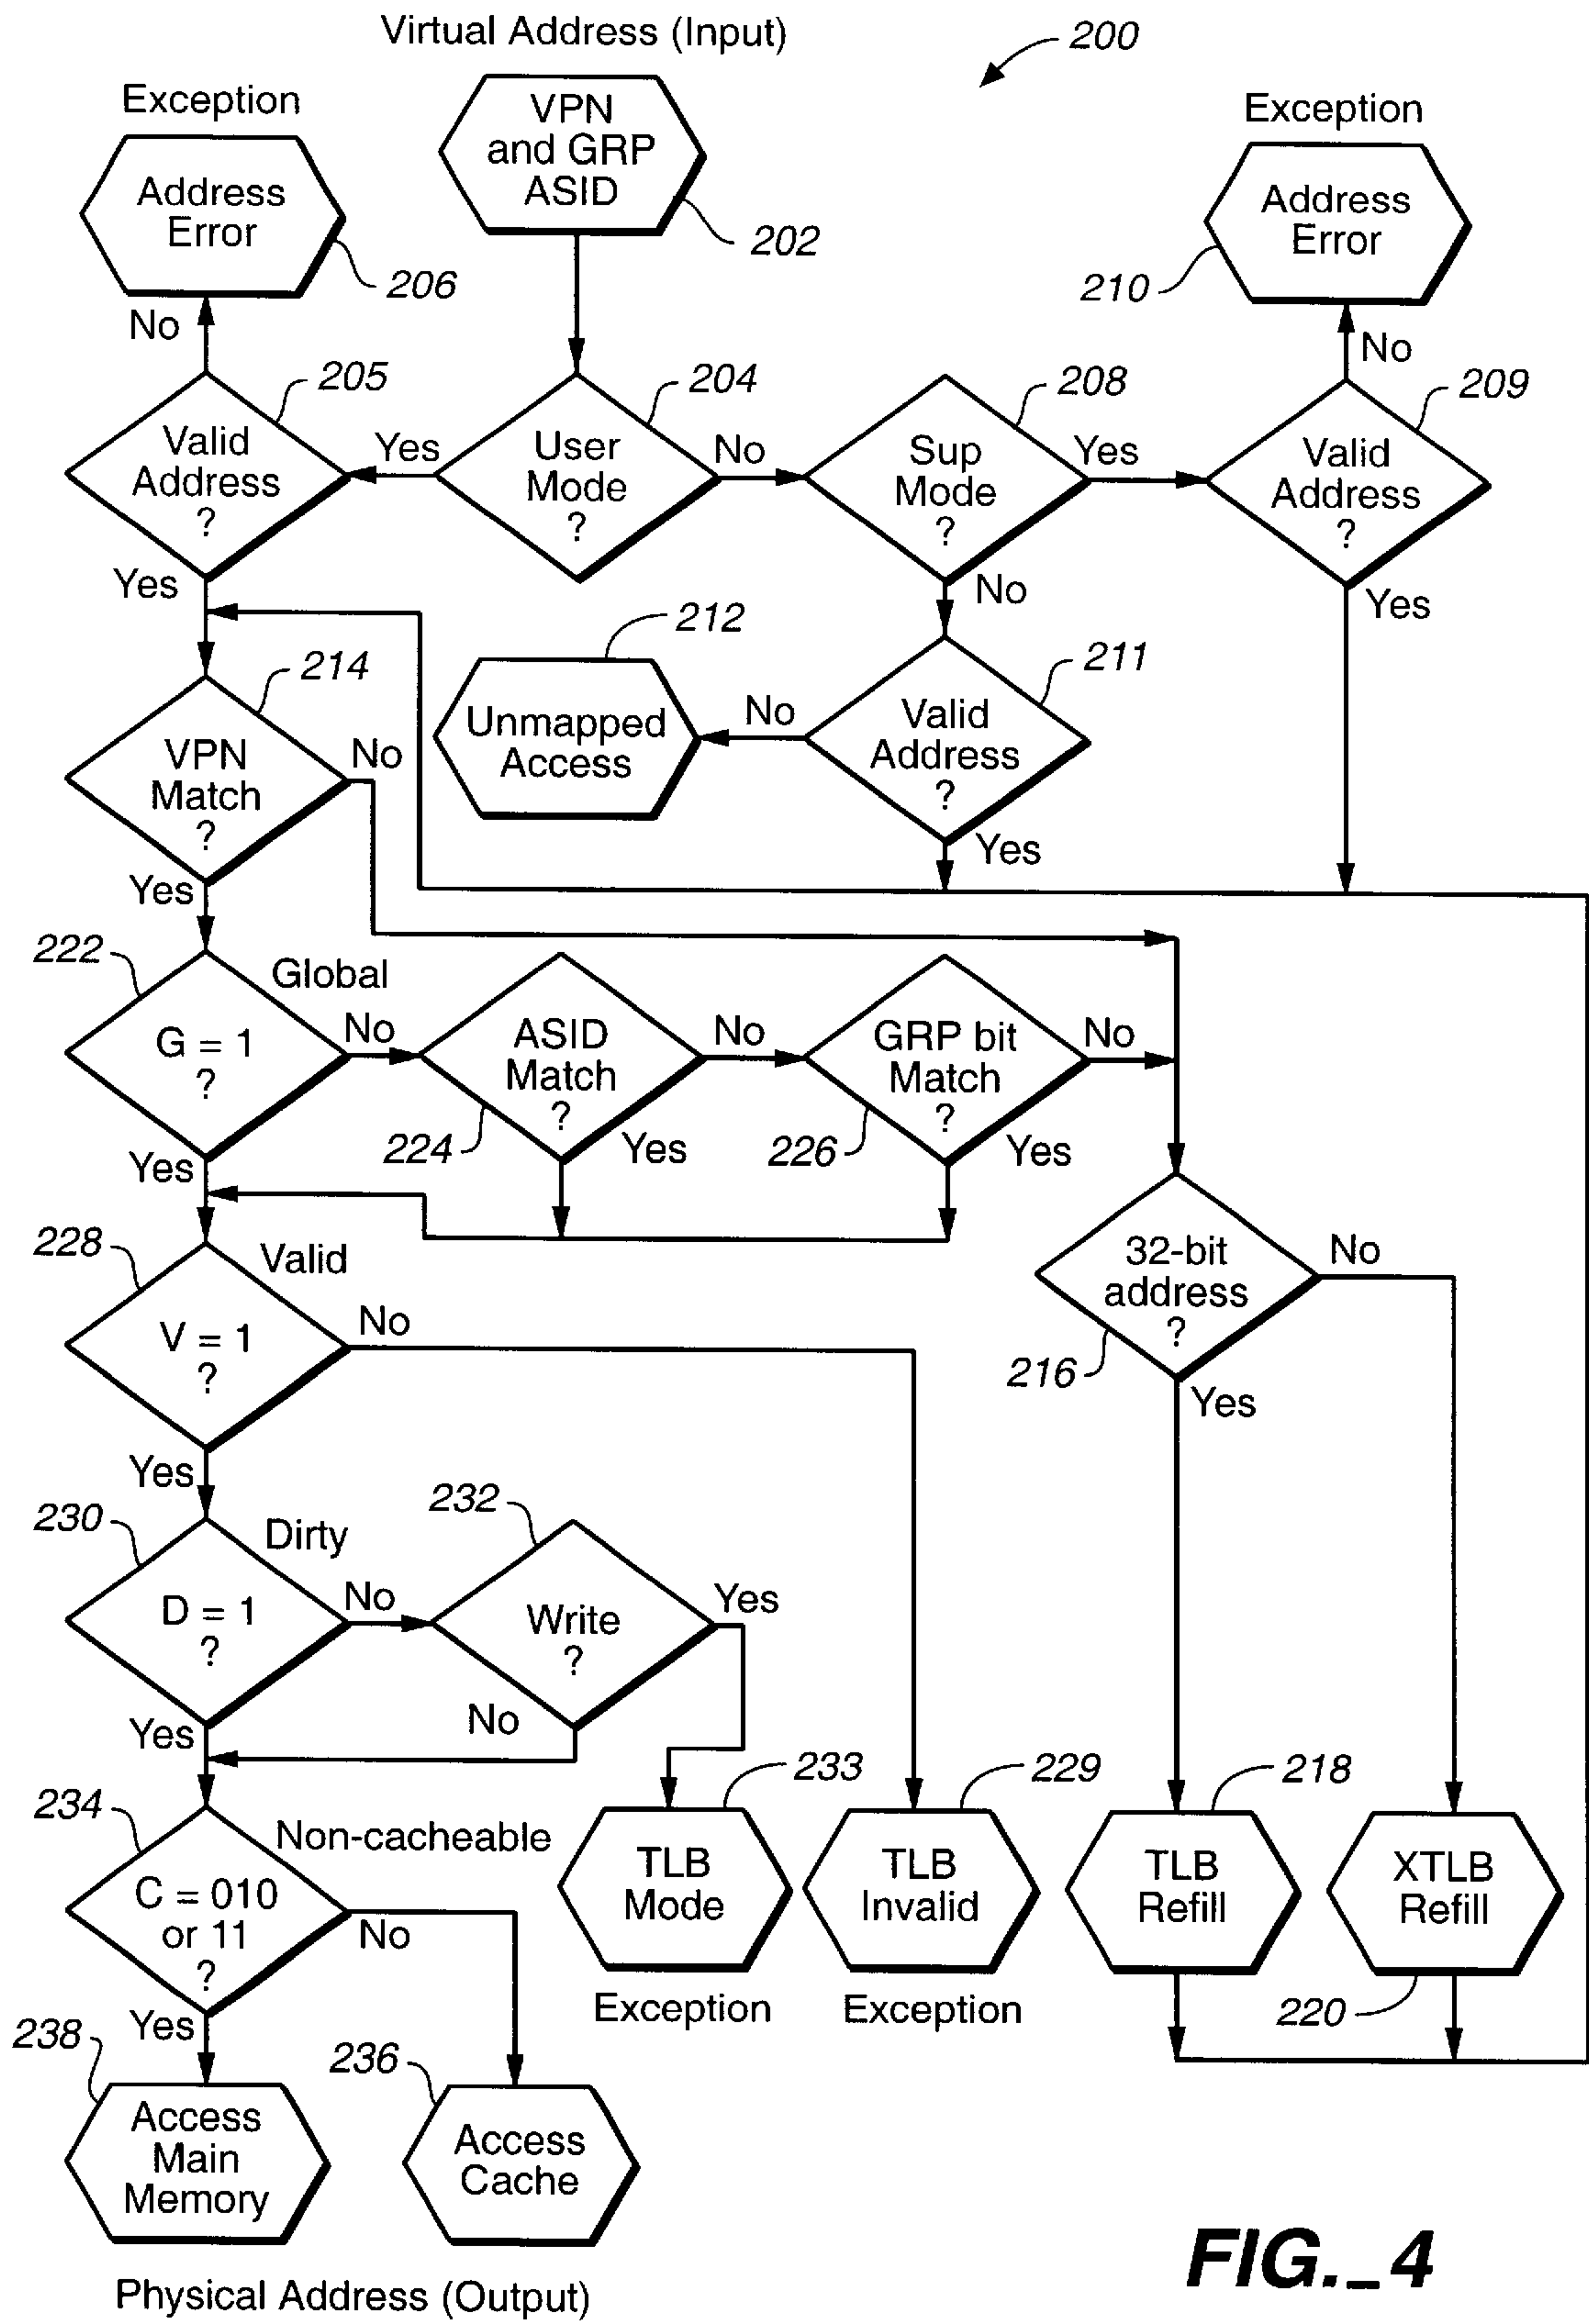 Virtual Address (Input)
200
Exception
VPN
and GRP
ASID
202
Address
Error
206
Exception
Address
Error
210
No
No
205
Valid
Address
?
Yes
204
User
Mode
?
No
208
Sup
Mode
?
Yes
209
Valid
Address
?
Yes
No
Yes
212
Unmapped
Access
No
211
Valid
Address
?
Yes
214
VPN
Match
?
No
Yes
222
Global
G = 1
?
No
ASID
Match
?
224
Yes
No
GRP bit
Match
?
226
Yes
No
Yes
32-bit
address
?
216
No
Yes
228
Valid
V = 1
?
No
Yes
230
Dirty
D = 1
?
No
232
Write
?
Yes
No
Yes
234
Non-cacheable
C = 010
or 11
?
No
Yes
233
TLB
Mode
Exception
229
TLB
Invalid
Exception
218
TLB
Refill
XTLB
Refill
220
238
Access
Main
Memory
236
Access
Cache
Physical Address (Output)
FIG._4